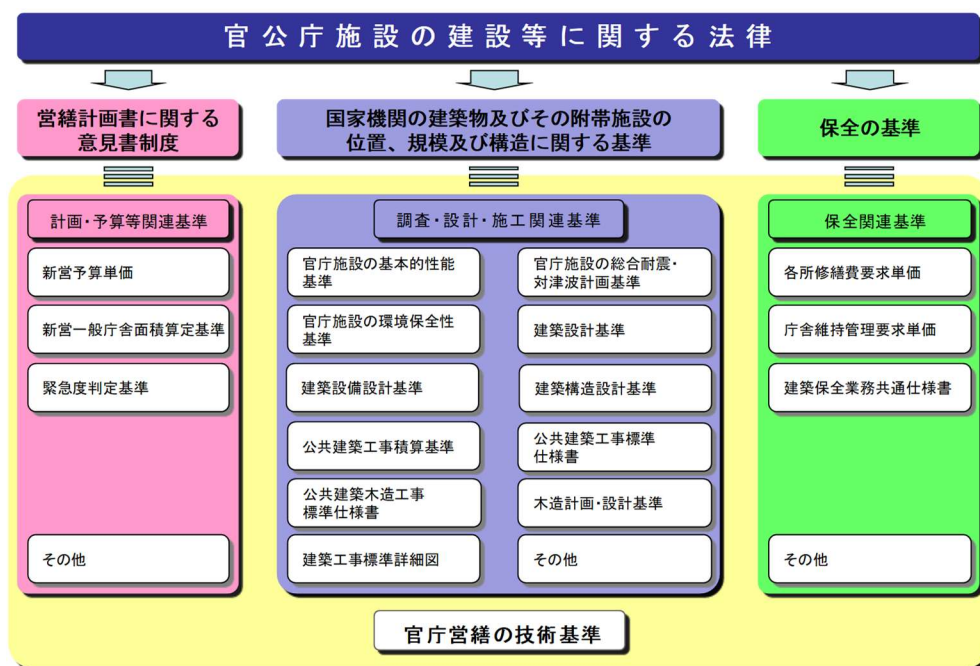 官公庁施設の建設等に関する法律
営繕計画書に関する
意見書制度
国家機関の建築物及びその附帯施設の
位置、規模及び構造に関する基準
保全の基準
計画･予算等関連基準
新営予算単価
新営一般庁舎面積算定基準
緊急度判定基準
その他
調査･設計･施工関連基準
官庁施設の基本的性能
基準
官庁施設の総合耐震･
対津波計画基準
官庁施設の環境保全性
基準
建築設計基準
建築設備設計基準
建築構造設計基準
公共建築工事積算基準
公共建築工事標準
仕様書
公共建築木造工事
標準仕様書
木造計画･設計基準
建築工事標準詳細図
その他
保全関連基準
各所修繕費要求単価
庁舎維持管理要求単価
建築保全業務共通仕様書
その他
官庁営繕の技術基準